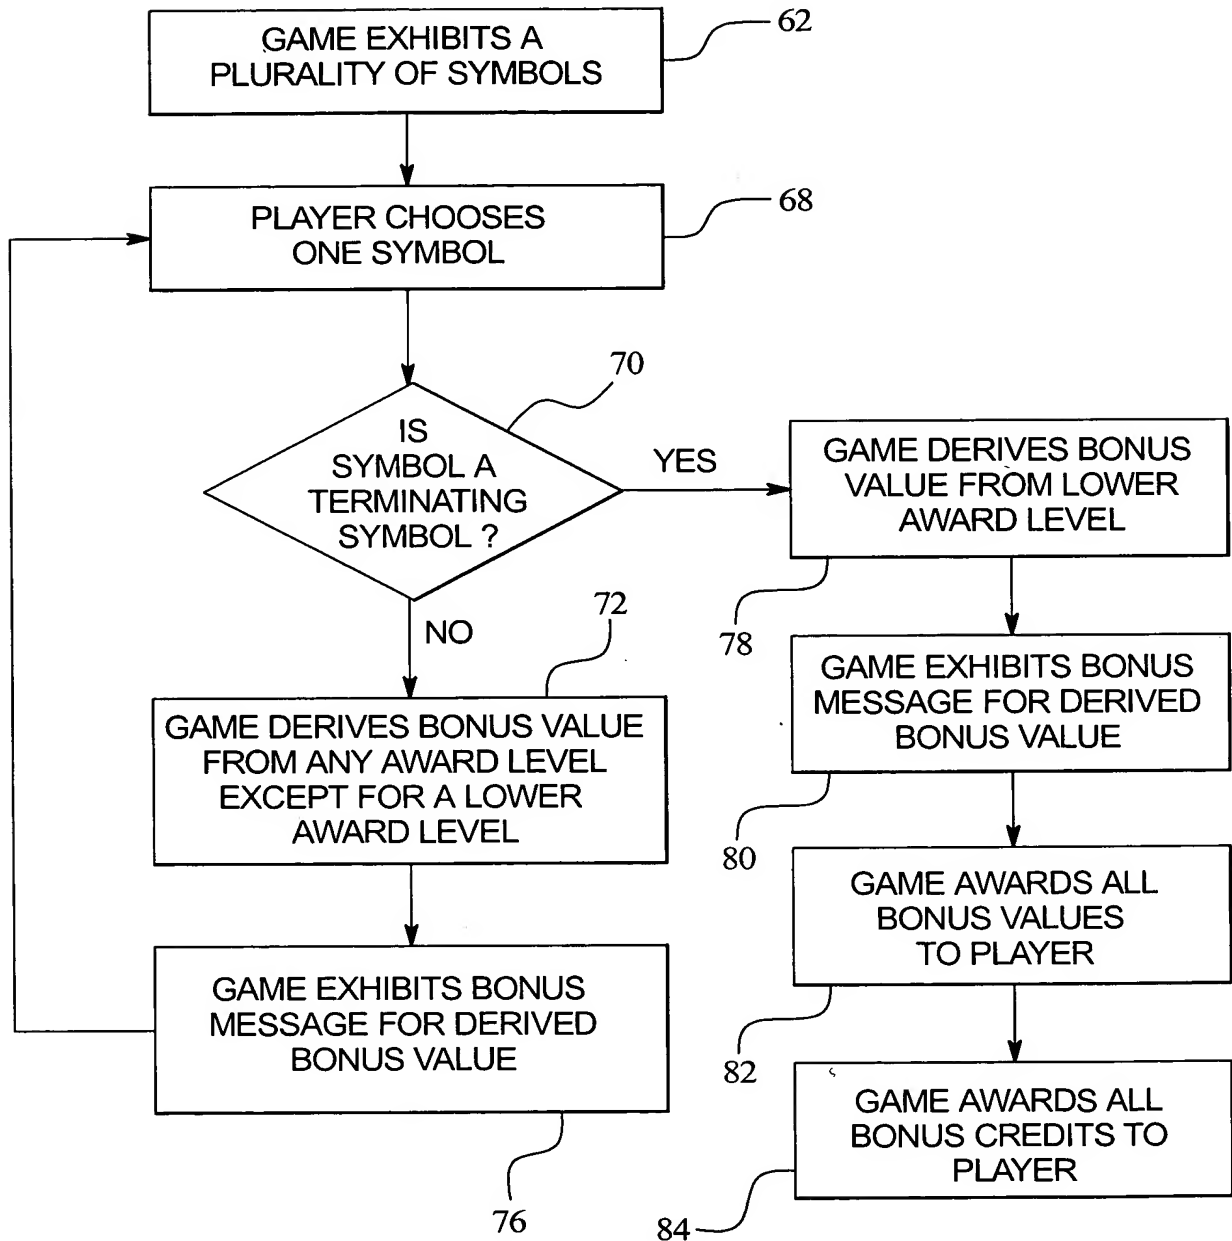 GAME EXHIBITS A
PLURALITY OF SYMBOLS
62
PLAYER CHOOSES
ONE SYMBOL
68
IS
SYMBOL A
TERMINATING
SYMBOL ?
70
YES
NO
GAME DERIVES BONUS VALUE
FROM ANY AWARD LEVEL
EXCEPT FOR A LOWER
AWARD LEVEL
72
GAME EXHIBITS BONUS
MESSAGE FOR DERIVED
BONUS VALUE
76
GAME DERIVES BONUS
VALUE FROM LOWER
AWARD LEVEL
78
GAME EXHIBITS BONUS
MESSAGE FOR DERIVED
BONUS VALUE
80
GAME AWARDS ALL
BONUS VALUES
TO PLAYER
82
GAME AWARDS ALL
BONUS CREDITS TO
PLAYER
84